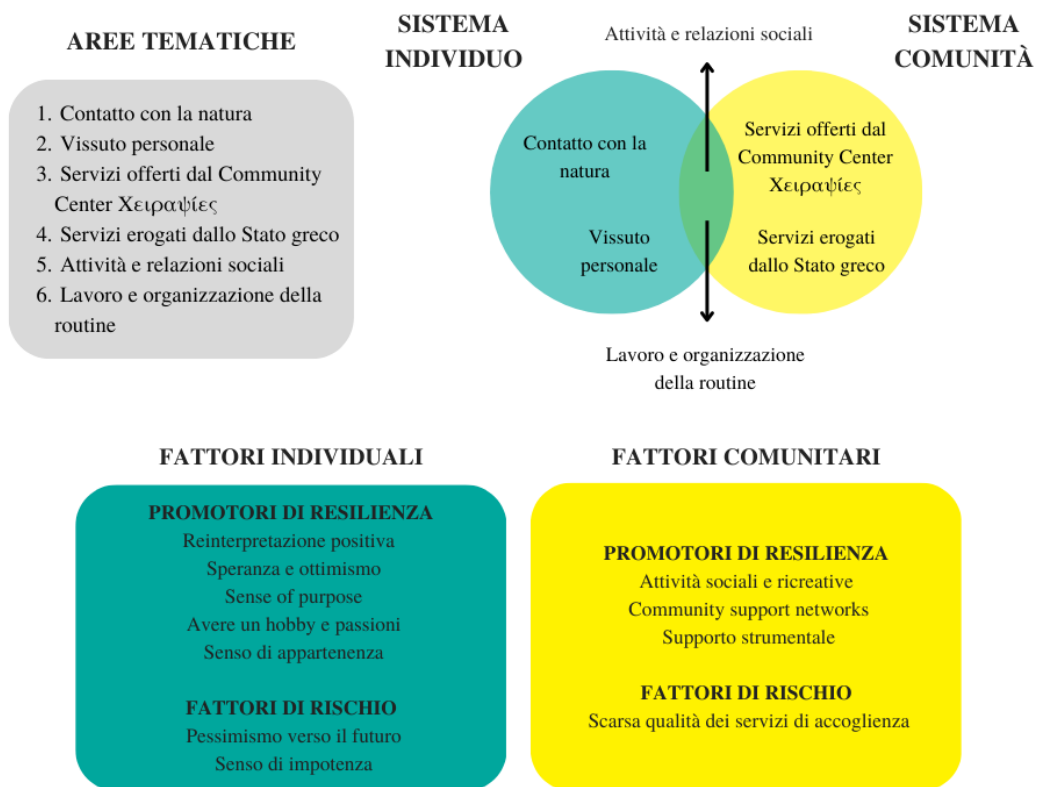 AREE TEMATICHE
1. Contatto con la natura
2. Vissuto personale
3. Servizi offerti dal Community
Center Χειραψίες
4. Servizi erogati dallo Stato greco
5. Attività e relazioni sociali
6. Lavoro e organizzazione della
routine
SISTEMA
INDIVIDUO
Attività e relazioni sociali
SISTEMA
COMUNITÀ
Contatto con la
natura
Vissuto
personale
Servizi offerti dal
Community Center
Χειραψίες
Servizi erogati
dallo Stato greco
Lavoro e organizzazione
della routine
FATTORI INDIVIDUALI
PROMOTORI DI RESILIENZA
Reinterpretazione positiva
Speranza e ottimismo
Sense of purpose
Avere un hobby e passioni
Senso di appartenenza
FATTORI DI RISCHIO
Pessimismo verso il futuro
Senso di impotenza
FATTORI COMUNITARI
PROMOTORI DI RESILIENZA
Attività sociali e ricreative
Community support networks
Supporto strumentale
FATTORI DI RISCHIO
Scarsa qualità dei servizi di accoglienza